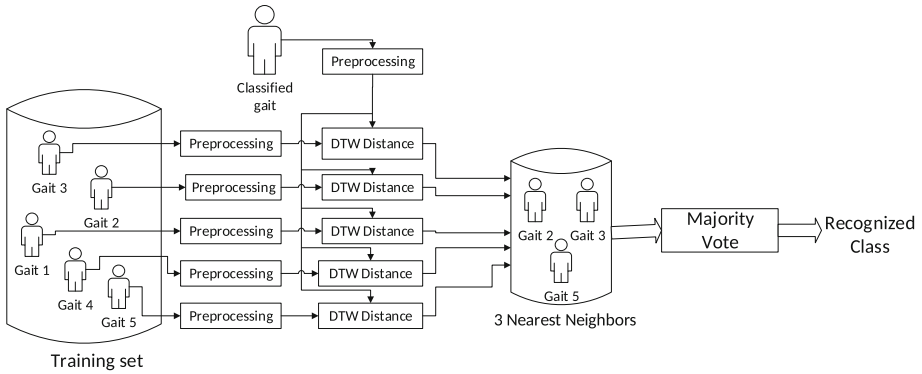 Classified
gait
Preprocessing
Preprocessing
DTW Distance
Gait 3
Preprocessing
DTW Distance
Gait 2
Preprocessing
DTW Distance
Gait 1
Preprocessing
DTW Distance
Gait 4
Gait 5
Preprocessing
DTW Distance
Training set
Gait 2
Gait 3
Gait 5
3 Nearest Neighbors
Majority
Vote
Recognized
Class